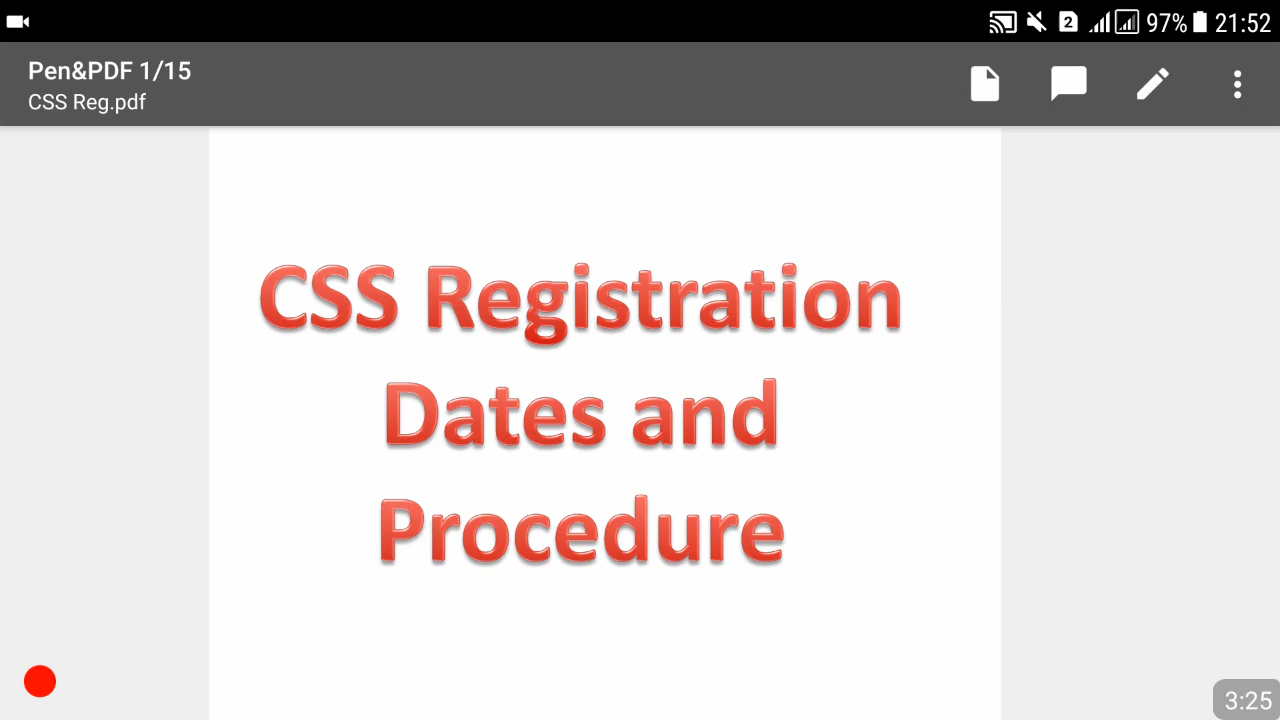 2 97% 21:52
Pen&PDF 1/15
CSS Reg.pdf
CSS Registration
Dates and
Procedure
3:25